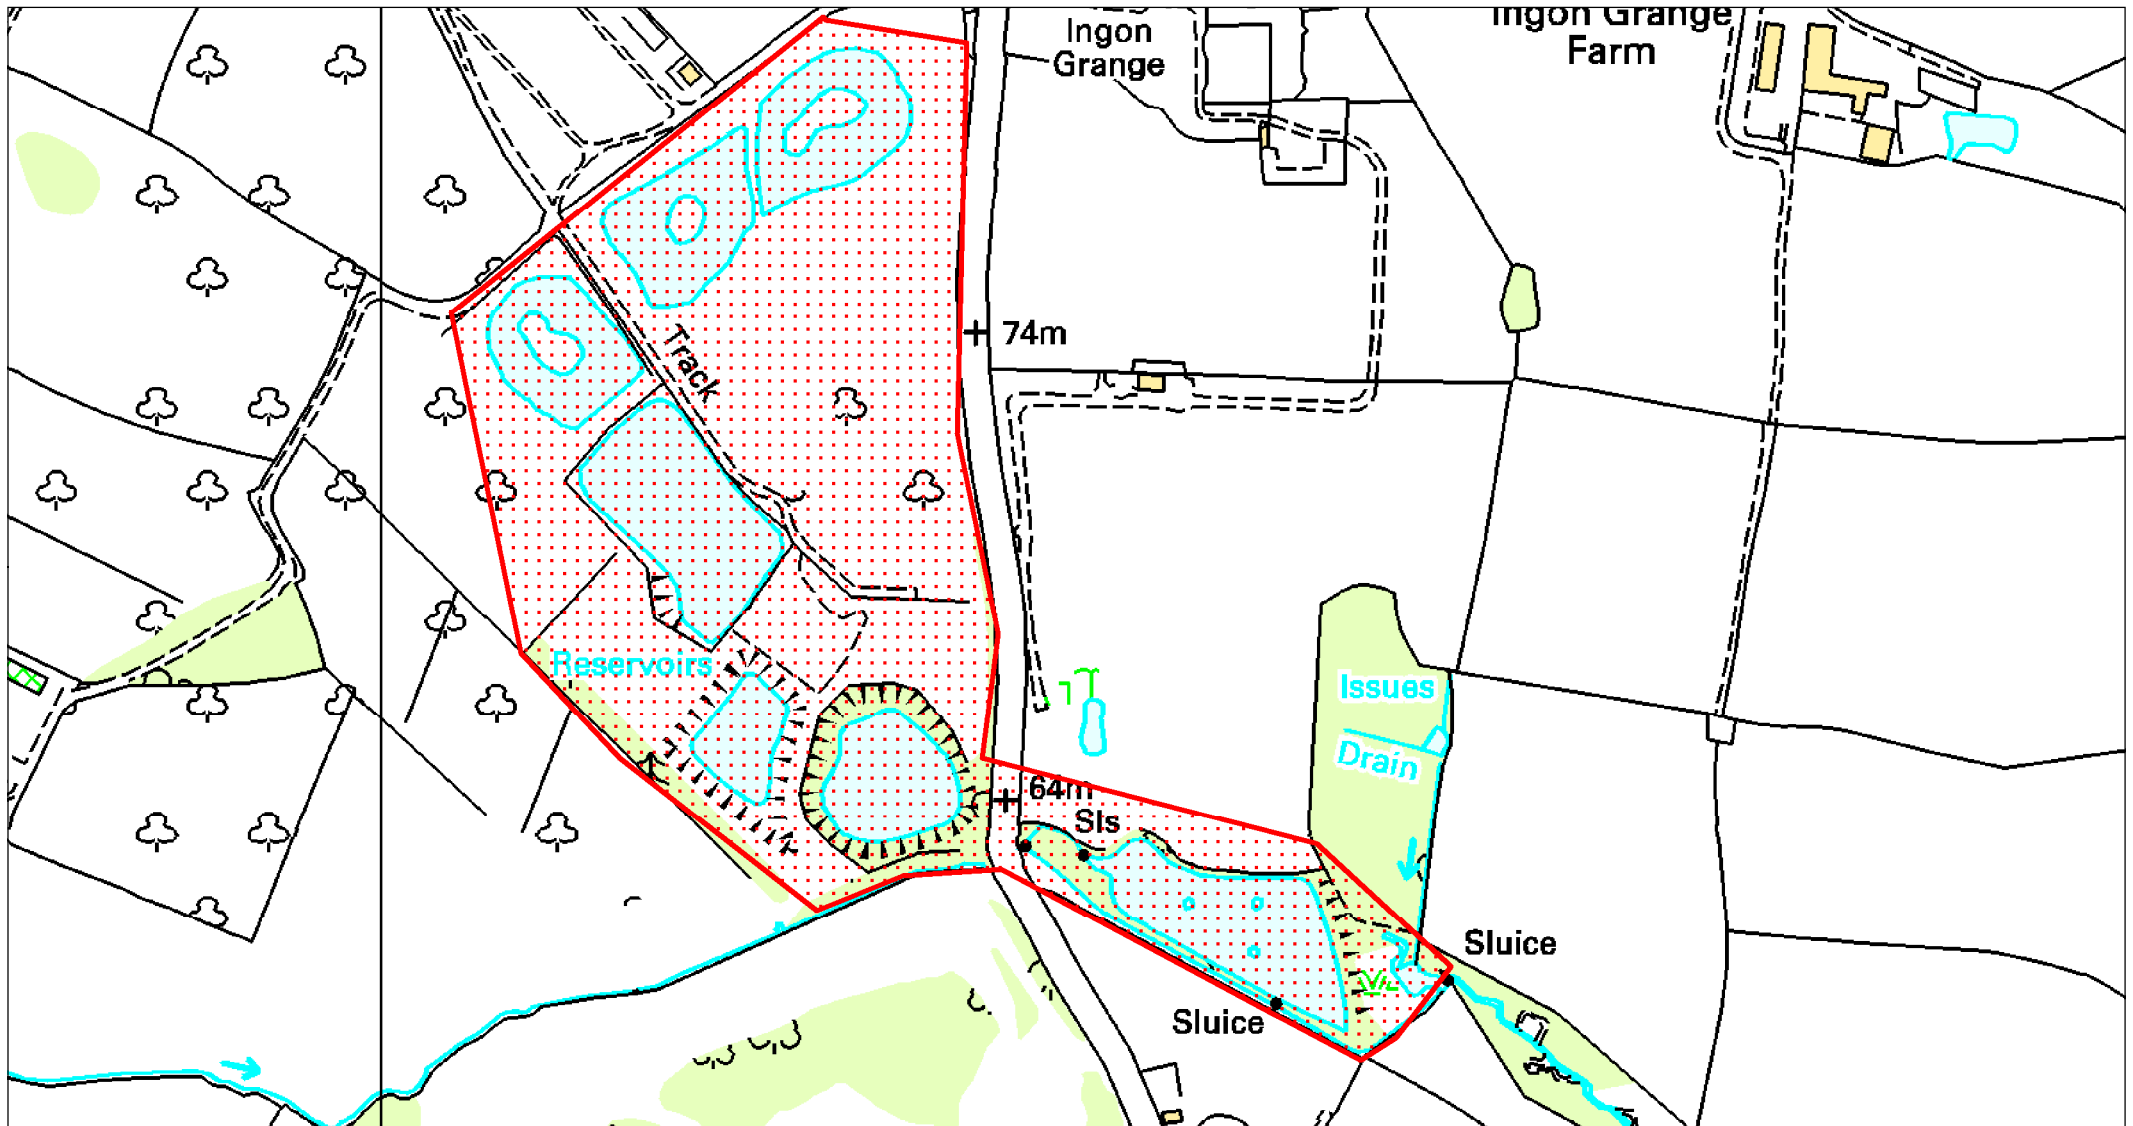 Ingon
Grange
Ingon Grange
Farm
74m
Track
Reservoirs
Issues
Drain
64m
Sls
Sluice
Sluice